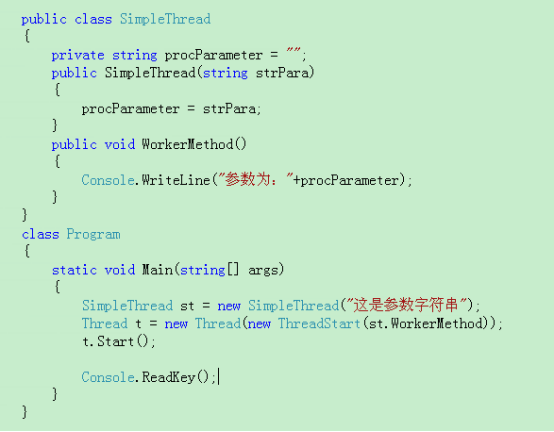 public class SimpleThread
{
    private string procParameter = "";
    public SimpleThread(string strPara)
    {
        procParameter = strPara;
    }
    public void WorkerMethod()
    {
        Console.WriteLine("参数为："+procParameter);
    }
}
class Program
{
    static void Main(string[] args)
    {
        SimpleThread st = new SimpleThread("这是参数字符串");
        Thread t = new Thread(new ThreadStart(st.WorkerMethod));
        t.Start();

        Console.ReadKey();
    }
}